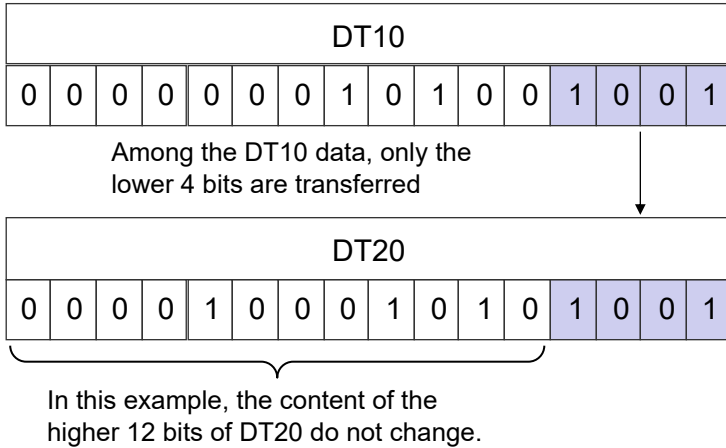 DT10
0 0 0 0 0 0 0 1 0 1 0 0 1 0 0 1
Among the DT10 data, only the
lower 4 bits are transferred
DT20
0 0 0 0 1 0 0 0 1 0 1 0 1 0 0 1
In this example, the content of the
higher 12 bits of DT20 do not change.